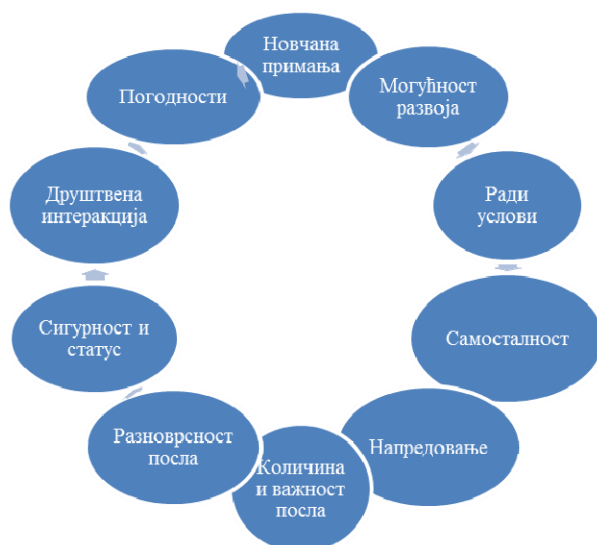 Новчана
примања
Могућност
развоја
Ради
услови
Самосталност
Напредовање
Количина
и важност
посла
Разноврсност
посла
Сигурност и
статус
Друштвена
интеракција
Погодности